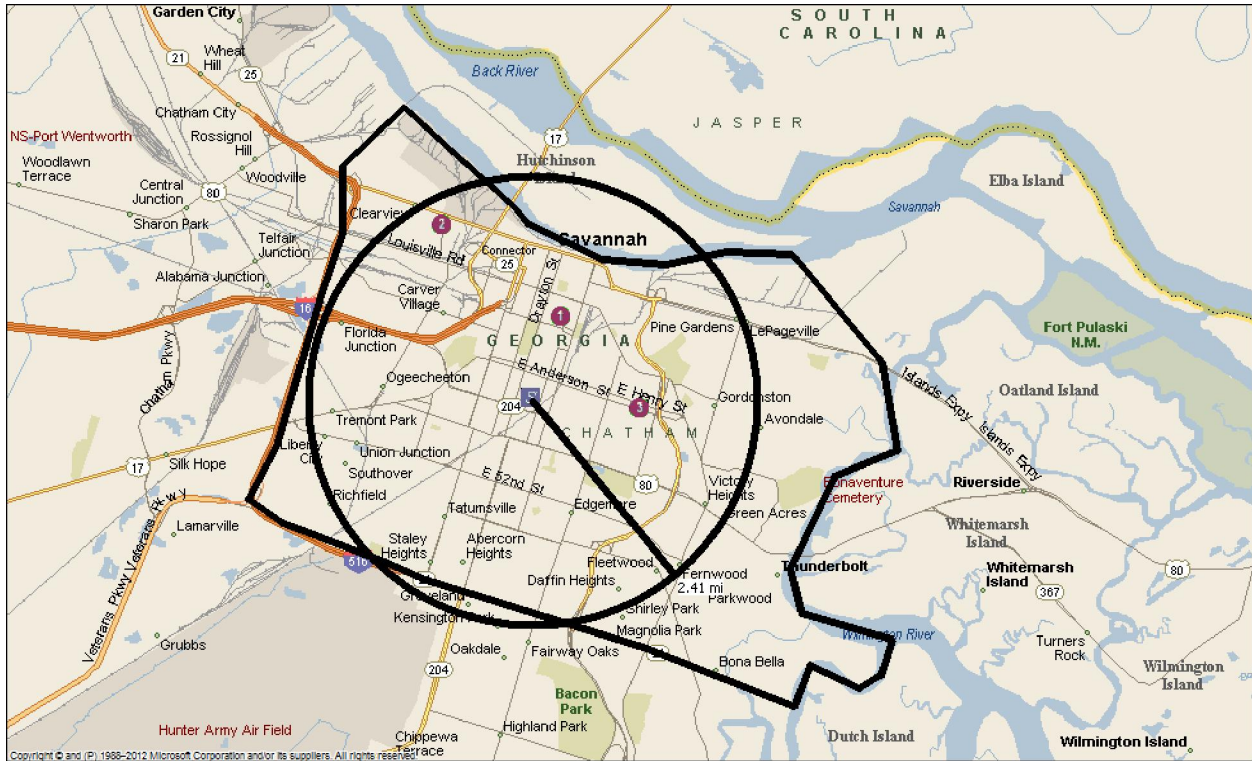 Garden City
SOUTH
CAROLINA
Wheat
Hill
21
25
Back River
Chatham City
NS-Port Wentworth
Rossignol
Hill
JASPER
17
Hutchinson
Woodlawn
Terrace
Woodville
Central
Junction
80
Elba Island
Sharon Park
Clearview
2
Savannah
Telfair
Junction
Louisville Rd
Savannah
Connector
25
Alabama Junction
Drayton St
Carver
Village
16
1
Florida
Junction
Pine Gardens
LePageville
Fort Pulaski
N.M.
GEORGIA
Chatham Pkwy
Ogeecheeton
E Anderson St
E Henry St
Islands Expy
Oatland Island
204
3
Gordonston
Tremont Park
CHATHAM
Avondale
Islands Expy
Liberty
City
Union Junction
17
Silk Hope
Southover
E 52nd St
80
Victory
Heights
Bonaventure
Cemetery
Riverside
Richfield
Veterans Pkwy
Lamarville
Tatumsville
Edgemere
Green Acres
Whitemarsh
Island
Staley
Heights
Abercorn
Heights
516
Fleetwood
Fernwood
Thunderbolt
Whitemarsh
Island
80
Daffin Heights
2.41 mi
Parkwood
367
Groveland
Kensington Park
Shirley Park
Veterans Pkwy
Grubbs
Magnolia Park
Wilmington River
Turners
Rock
Oakdale
Fairway Oaks
204
Bona Bella
Wilmington
Island
Bacon
Park
Hunter Army Air Field
Highland Park
Chippewa
Terrace
Dutch Island
Wilmington Island
Copyright © and (P) 1988–2012 Microsoft Corporation and/or its suppliers. All rights reserved.